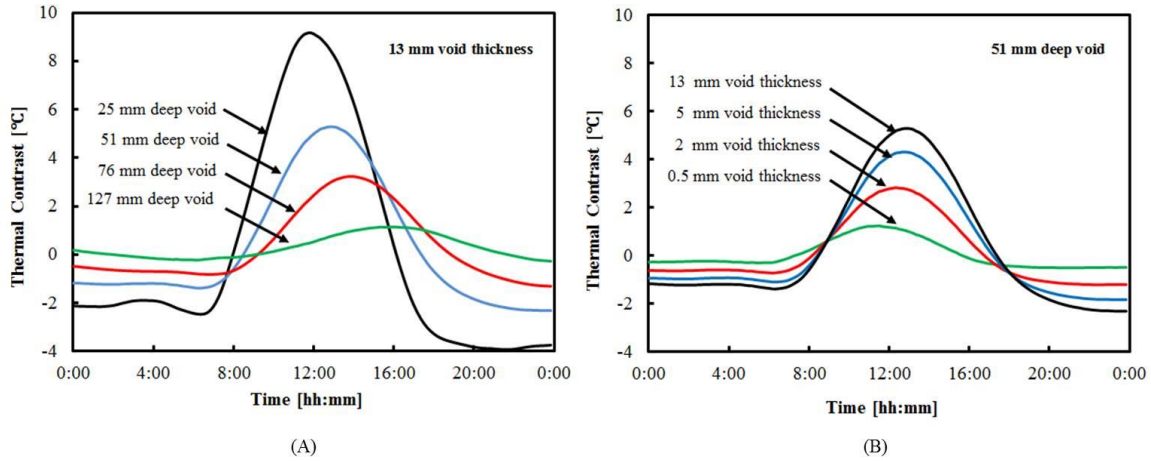 10
8
6
4
2
0
-2
-4
Thermal Contrast [℃]
13 mm void thickness
25 mm deep void
51 mm deep void
76 mm deep void
127 mm deep void
0:00 4:00 8:00 12:00 16:00 20:00 0:00
Time [hh:mm]
(A)
10
8
6
4
2
0
-2
-4
Thermal Contrast [℃]
51 mm deep void
13 mm void thickness
5 mm void thickness
2 mm void thickness
0.5 mm void thickness
0:00 4:00 8:00 12:00 16:00 20:00 0:00
Time [hh:mm]
(B)